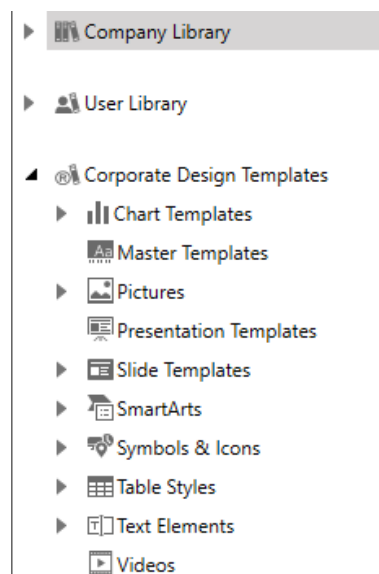 Company Library
User Library
Corporate Design Templates
Chart Templates
Master Templates
Pictures
Presentation Templates
Slide Templates
SmartArts
Symbols & Icons
Table Styles
Text Elements
Videos